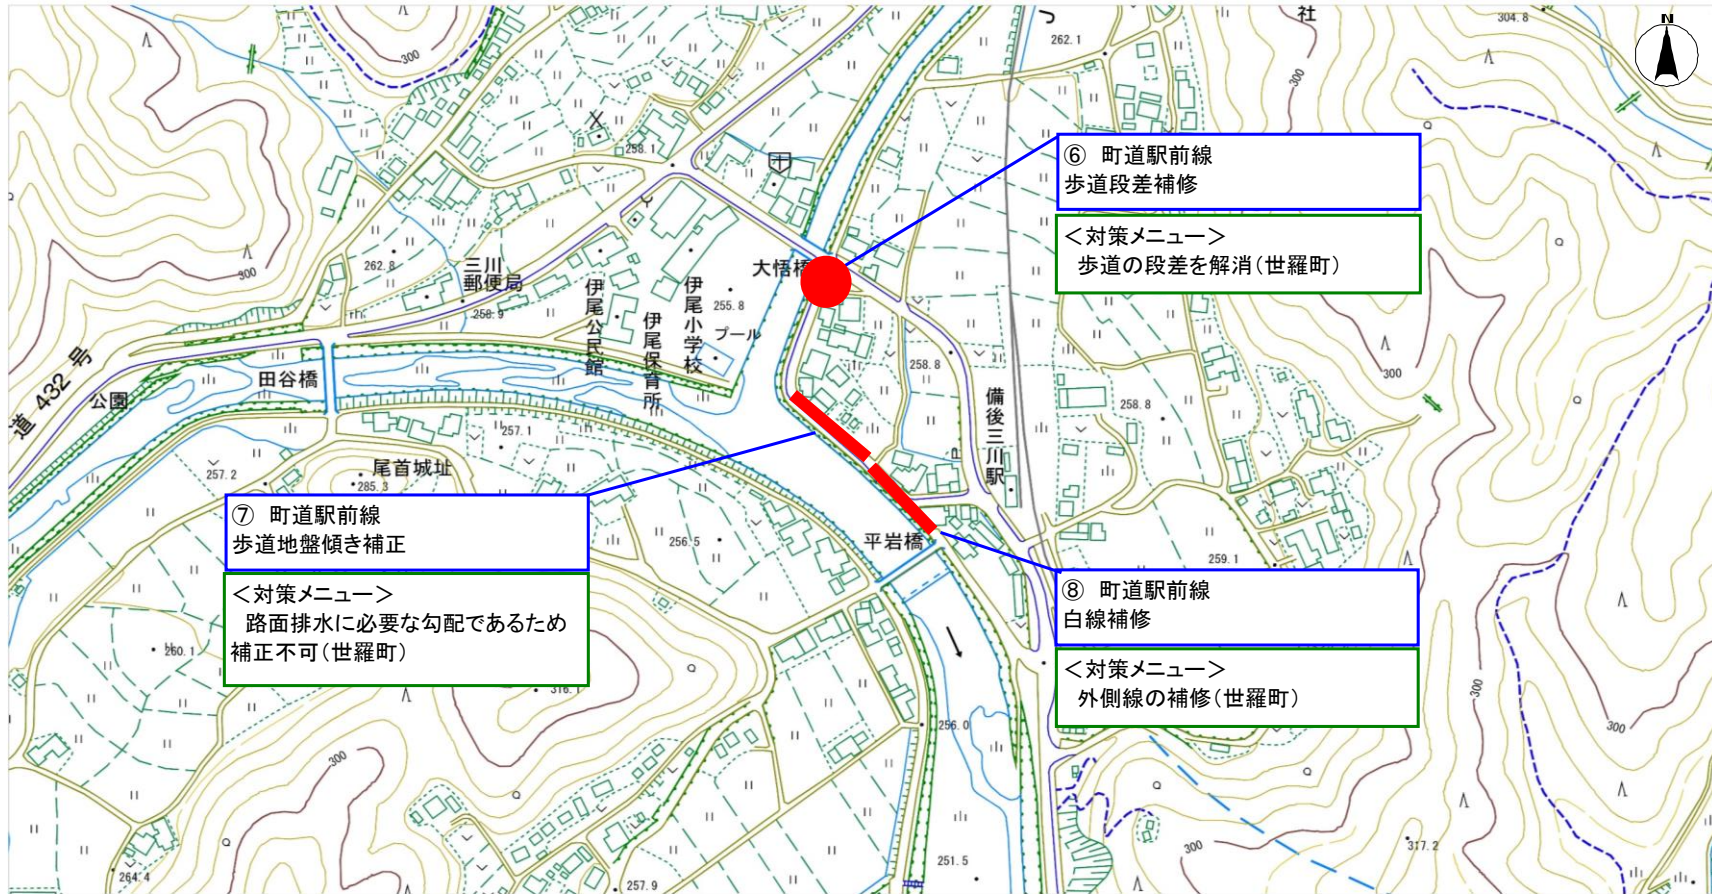 N
社
304.8
262.1
300
300
258.1
⑥ 町道駅前線
歩道段差補修
<対策メニュー>
歩道の段差を解消(世羅町)
262.8
300
三川
郵便局
258.9
大悟橋
255.8
プール
伊尾小学校
伊尾公民館
伊尾保育所
258.8
300
道 432 号
公園
田谷橋
備後三川駅
258.8
257.1
尾首城址
257.2
285.3
⑦ 町道駅前線
歩道地盤傾き補正
<対策メニュー>
路面排水に必要な勾配であるため
補正不可(世羅町)
256.5
平岩橋
259.1
⑧ 町道駅前線
白線補修
<対策メニュー>
外側線の補修(世羅町)
260.1
316.1
300
300
256.0
300
300
317.2
251.5
264.4
257.9